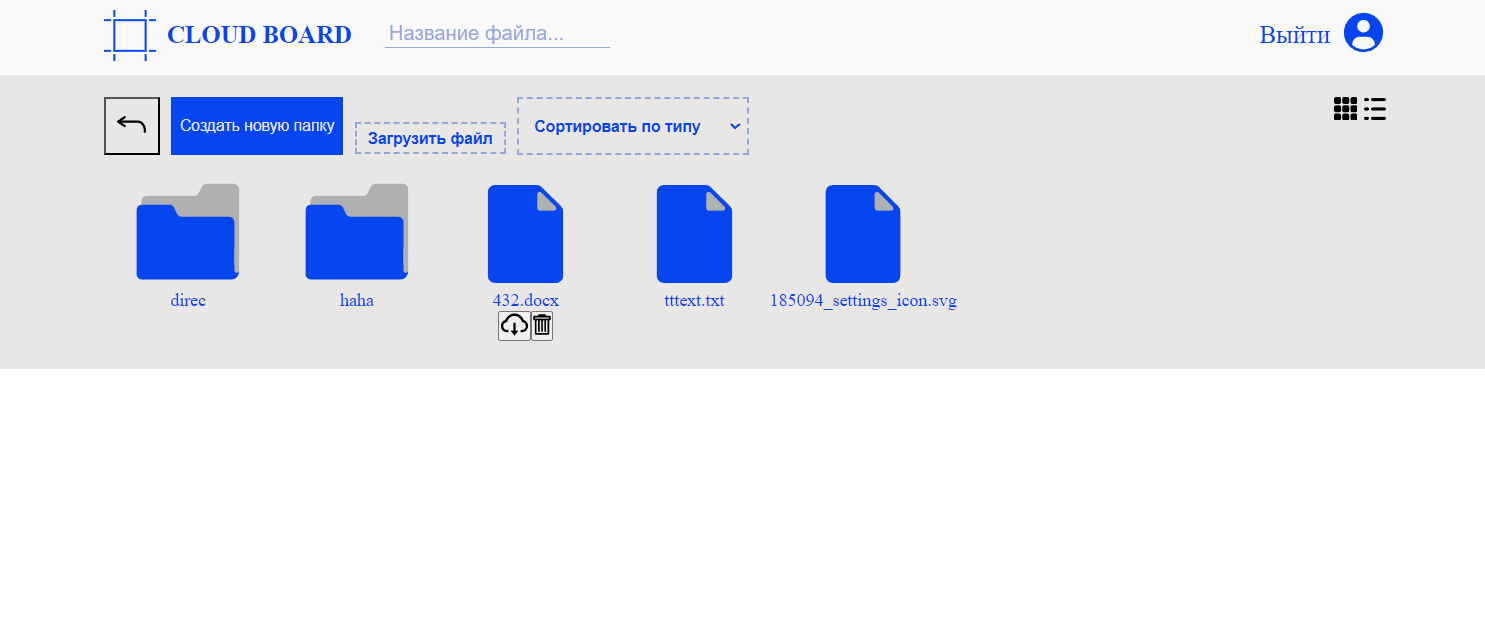 CLOUD BOARD
Название файла...
Выйти
Создать новую папку
Загрузить файл
Сортировать по типу
direc
haha
432.docx
tttext.txt
185094_settings_icon.svg